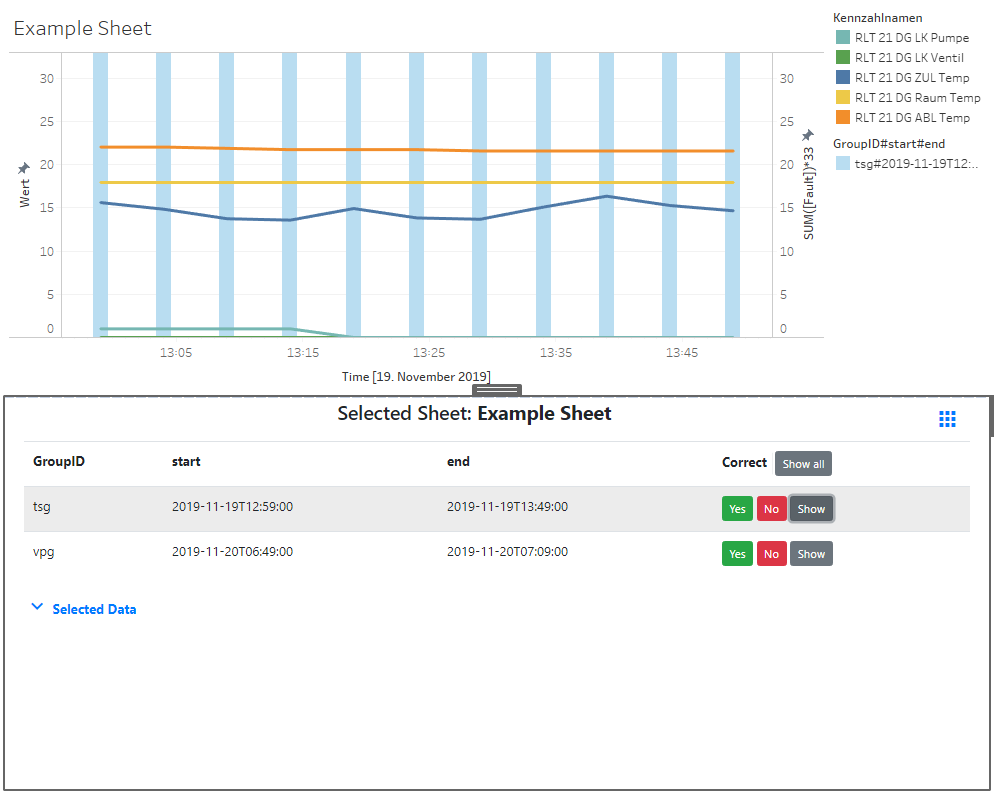 Example Sheet
Kennzahlnamen
RLT 21 DG LK Pumpe
RLT 21 DG LK Ventil
RLT 21 DG ZUL Temp
RLT 21 DG Raum Temp
RLT 21 DG ABL Temp
GroupID#start#end
tsg#2019-11-19T12:..
Wert
30
25
20
15
10
5
0
30
25
20
15
10
5
0
SUM([Fault])*33
13:05 13:15 13:25 13:35 13:45
Time [19. November 2019]
Selected Sheet: Example Sheet
GroupID start end Correct Show all
tsg 2019-11-19T12:59:00 2019-11-19T13:49:00 Yes No Show
vpg 2019-11-20T06:49:00 2019-11-20T07:09:00 Yes No Show
Selected Data